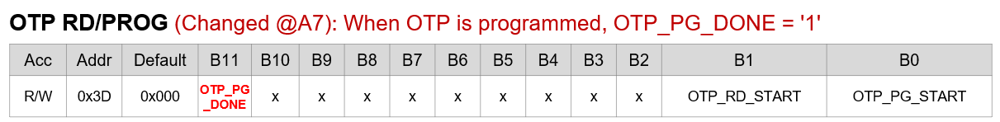 OTP RD/PROG (Changed @A7): When OTP is programmed, OTP_PG_DONE = '1'
Acc Addr Default B11 B10 B9 B8 B7 B6 B5 B4 B3 B2 B1 B0
R/W 0x3D 0x000 OTP_PG_DONE x x x x x x x x x OTP_RD_START OTP_PG_START